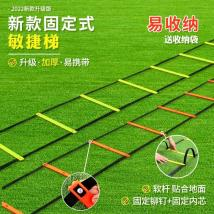 2022新款升级版
新款固定式
敏捷梯
升级·加厚·易携带
易收纳
送收纳袋
软杆 贴合地面
固定铆钉+固定内芯